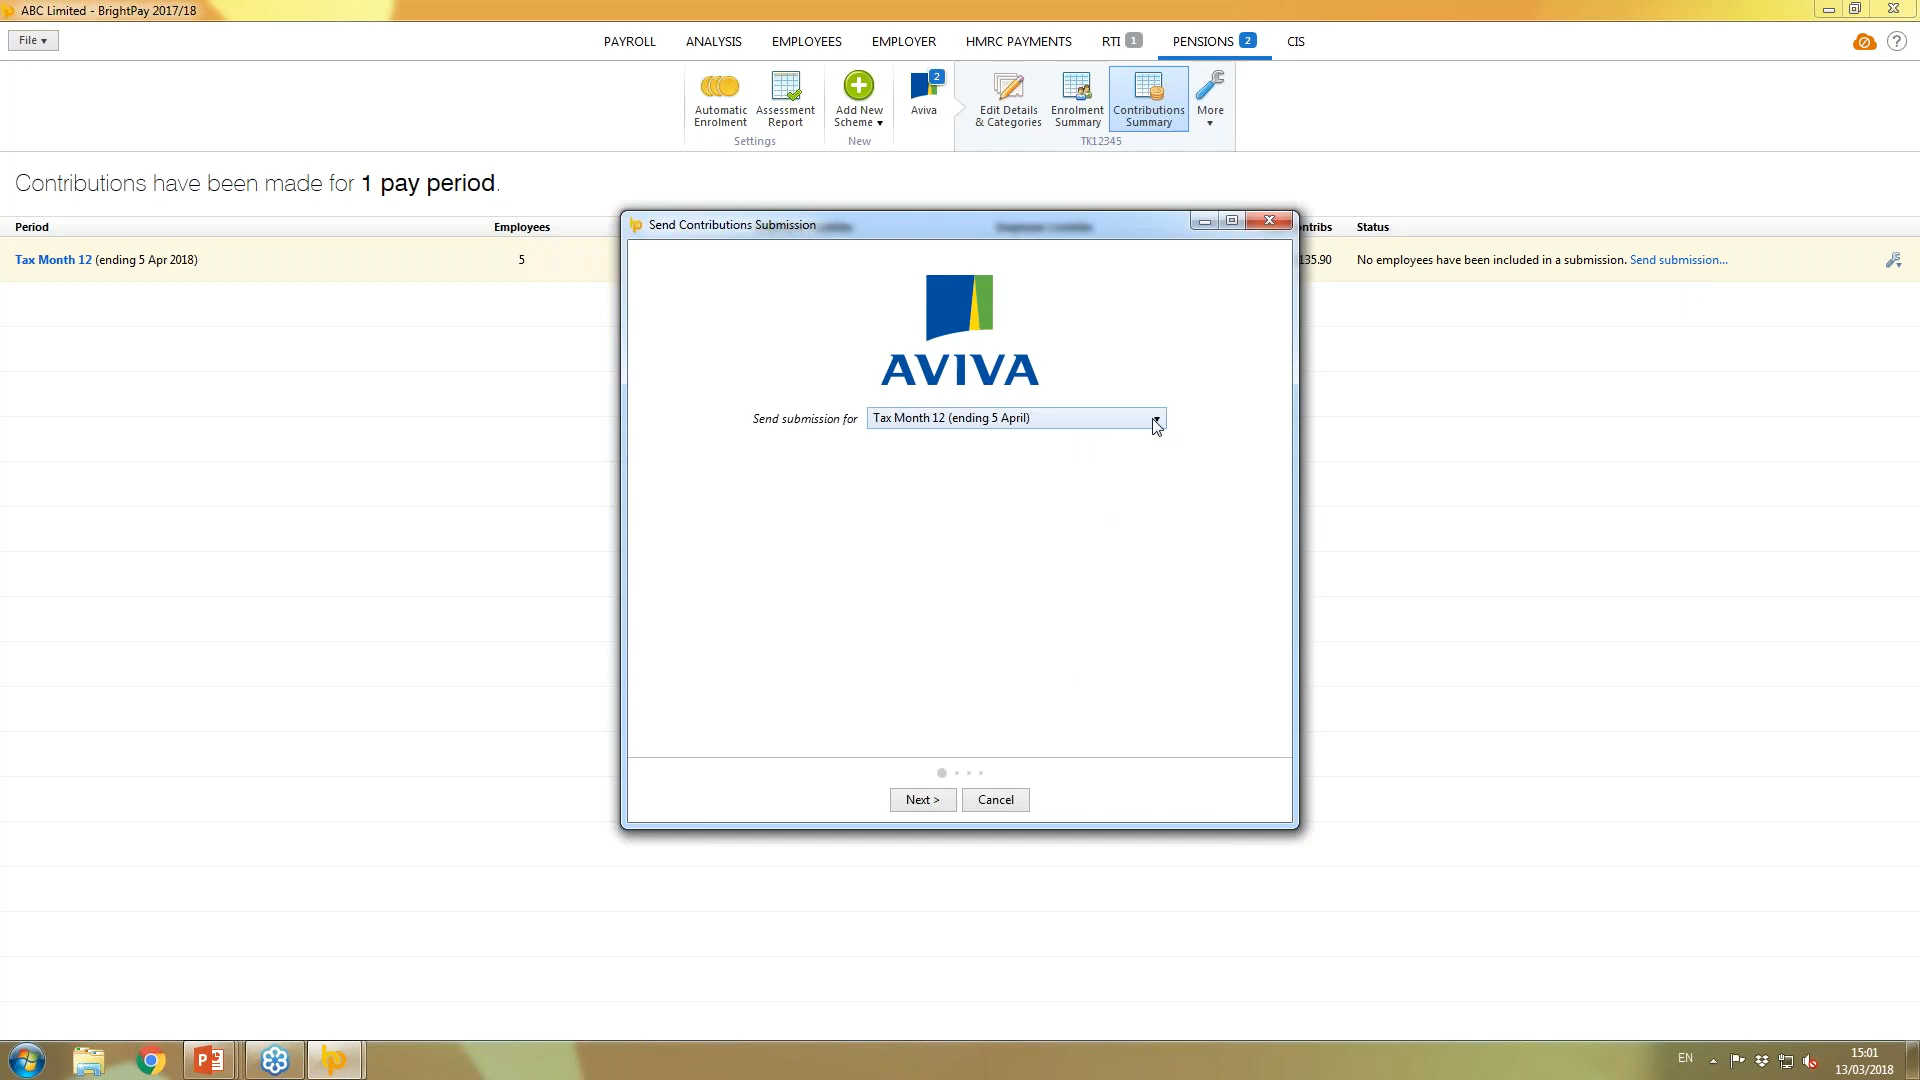 ABC Limited - BrightPay 2017/18
File
PAYROLL ANALYSIS EMPLOYEES EMPLOYER HMRC PAYMENTS RTI 1 PENSIONS 2 CIS
?
Automatic Enrolment
Assessment Report
Settings
Add New Scheme
New
2
Aviva
Edit Details & Categories
Enrolment Summary
Contributions Summary
More
TK12345
Contributions have been made for 1 pay period.
Period Employees ntribs Status
Tax Month 12 (ending 5 Apr 2018) 5 135.90 No employees have been included in a submission. Send submission...
Send Contributions Submission
AVIVA
Send submission for Tax Month 12 (ending 5 April)
Next > Cancel
EN
15:01
13/03/2018